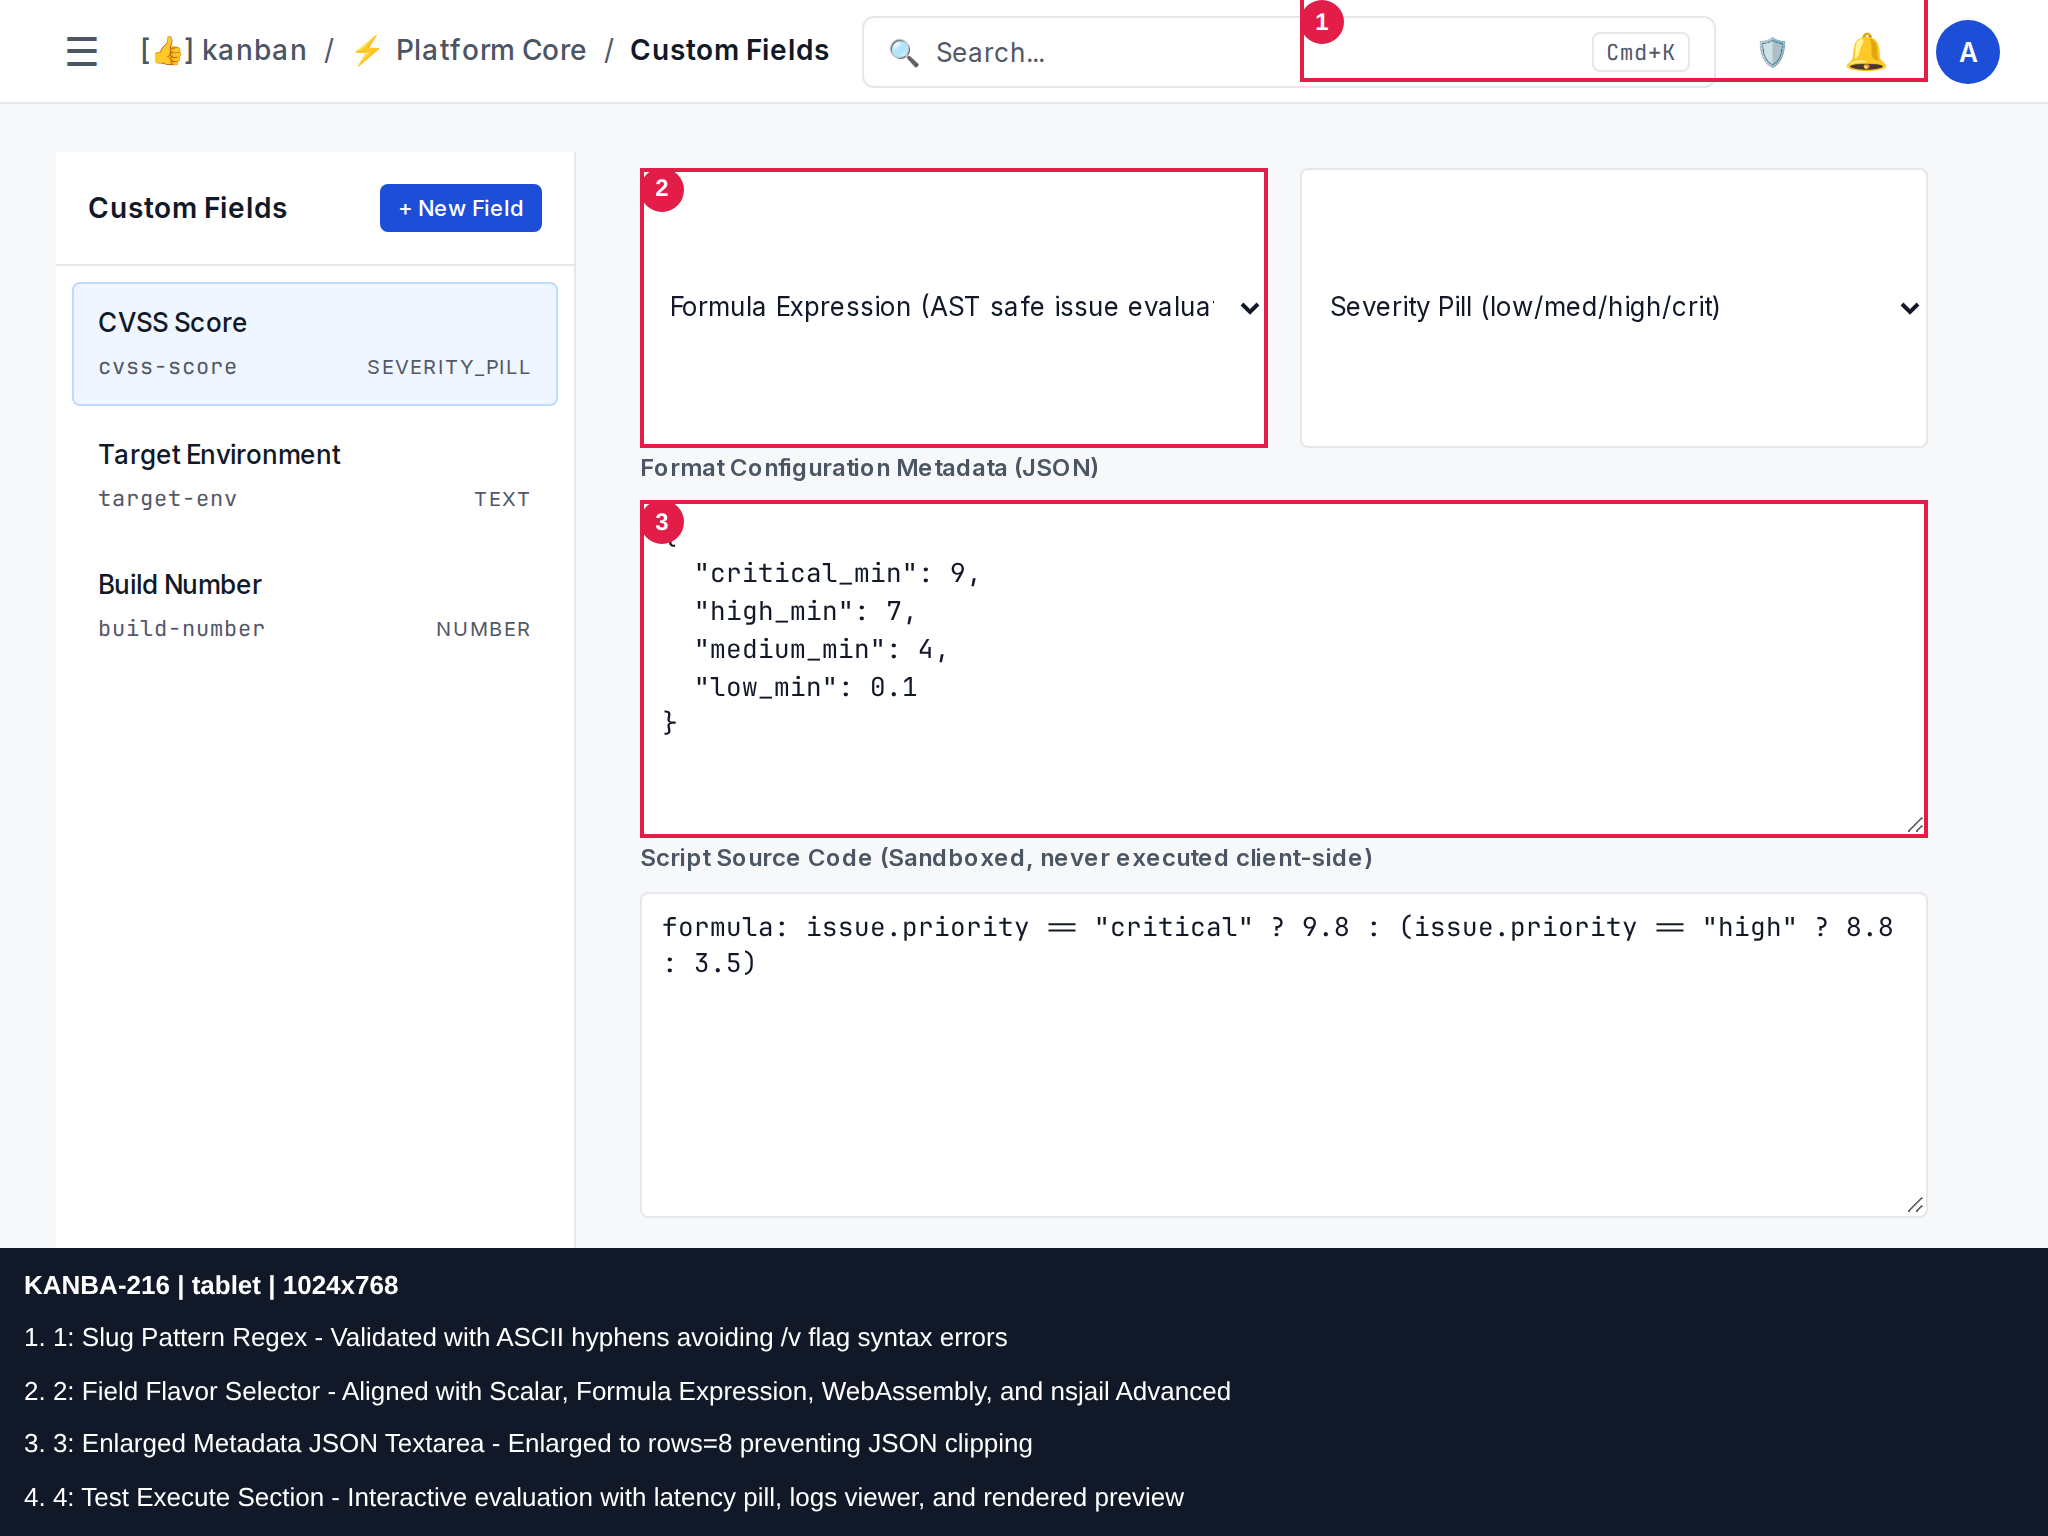 ☰ [👍] kanban / ⚡ Platform Core / Custom Fields
🔍 Search... Cmd+K 🛡️ 🔔 A
1
Custom Fields
+ New Field
CVSS Score
cvss-score SEVERITY_PILL
Target Environment
target-env TEXT
Build Number
build-number NUMBER
2
Formula Expression (AST safe issue
Severity Pill (low/med/high/crit)
Format Configuration Metadata (JSON)
3
"critical_min": 9,
"high_min": 7,
"medium_min": 4,
"low_min": 0.1
}
Script Source Code (Sandboxed, never executed client-side)
formula: issue.priority == "critical" ? 9.8 : (issue.priority == "high" ? 8.8
: 3.5)
KANBA-216 | tablet | 1024x768
1. 1: Slug Pattern Regex - Validated with ASCII hyphens avoiding /v flag syntax errors
2. 2: Field Flavor Selector - Aligned with Scalar, Formula Expression, WebAssembly, and nsjail Advanced
3. 3: Enlarged Metadata JSON Textarea - Enlarged to rows=8 preventing JSON clipping
4. 4: Test Execute Section - Interactive evaluation with latency pill, logs viewer, and rendered preview